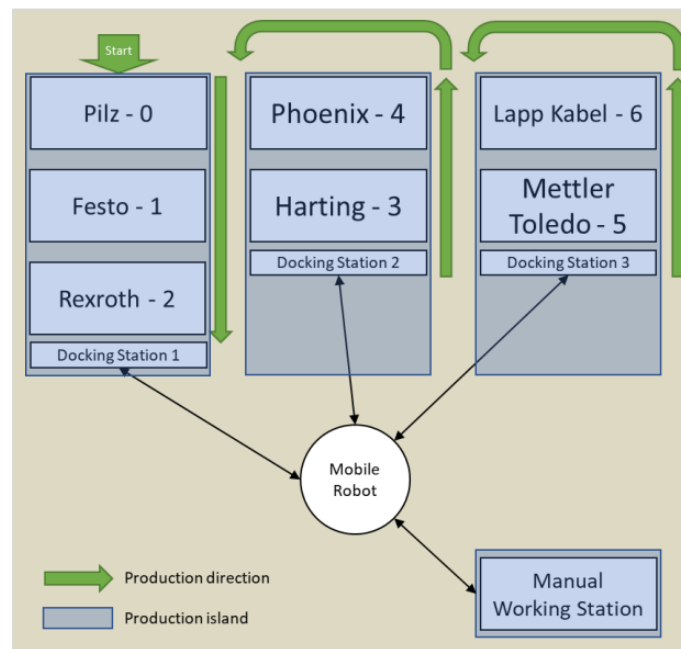 Start
Pilz - 0
Festo - 1
Rexroth - 2
Docking Station 1
Phoenix - 4
Harting - 3
Docking Station 2
Lapp Kabel - 6
Mettler
Toledo - 5
Docking Station 3
Mobile
Robot
Manual
Working Station
Production direction
Production island